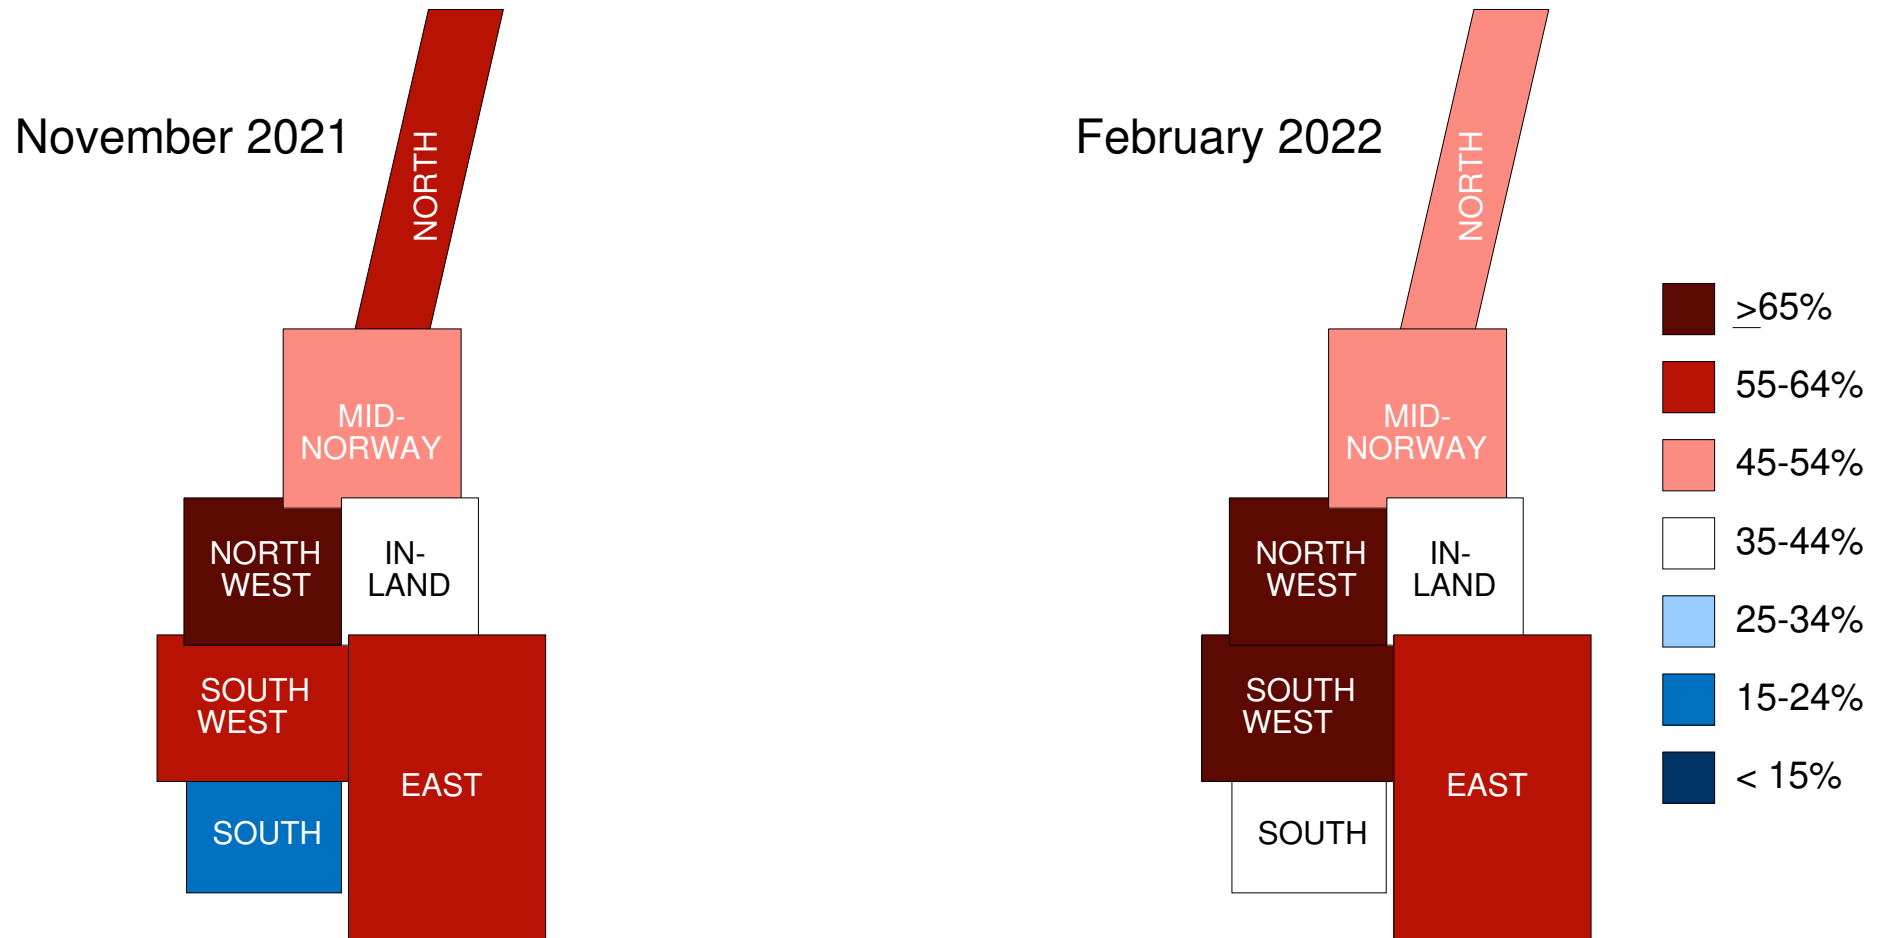 November 2021
NORTH
MID-
NORWAY
NORTH
WEST
IN-
LAND
SOUTH
WEST
EAST
SOUTH
February 2022
NORTH
MID-
NORWAY
NORTH
WEST
IN-
LAND
SOUTH
WEST
EAST
SOUTH
≥65%
55-64%
45-54%
35-44%
25-34%
15-24%
< 15%